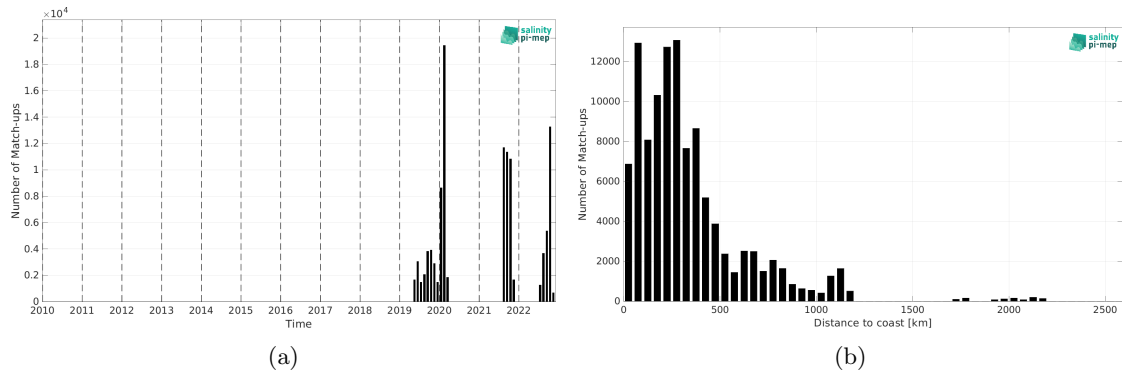 ×10⁴
salinity
pi-mep
2
1.8
1.6
1.4
1.2
1
0.8
0.6
0.4
0.2
0
Number of Match-ups
2010 2011 2012 2013 2014 2015 2016 2017 2018 2019 2020 2021 2022
Time
(a)
salinity
pi-mep
12000
10000
8000
6000
4000
2000
0
Number of Match-ups
0 500 1000 1500 2000 2500
Distance to coast [km]
(b)